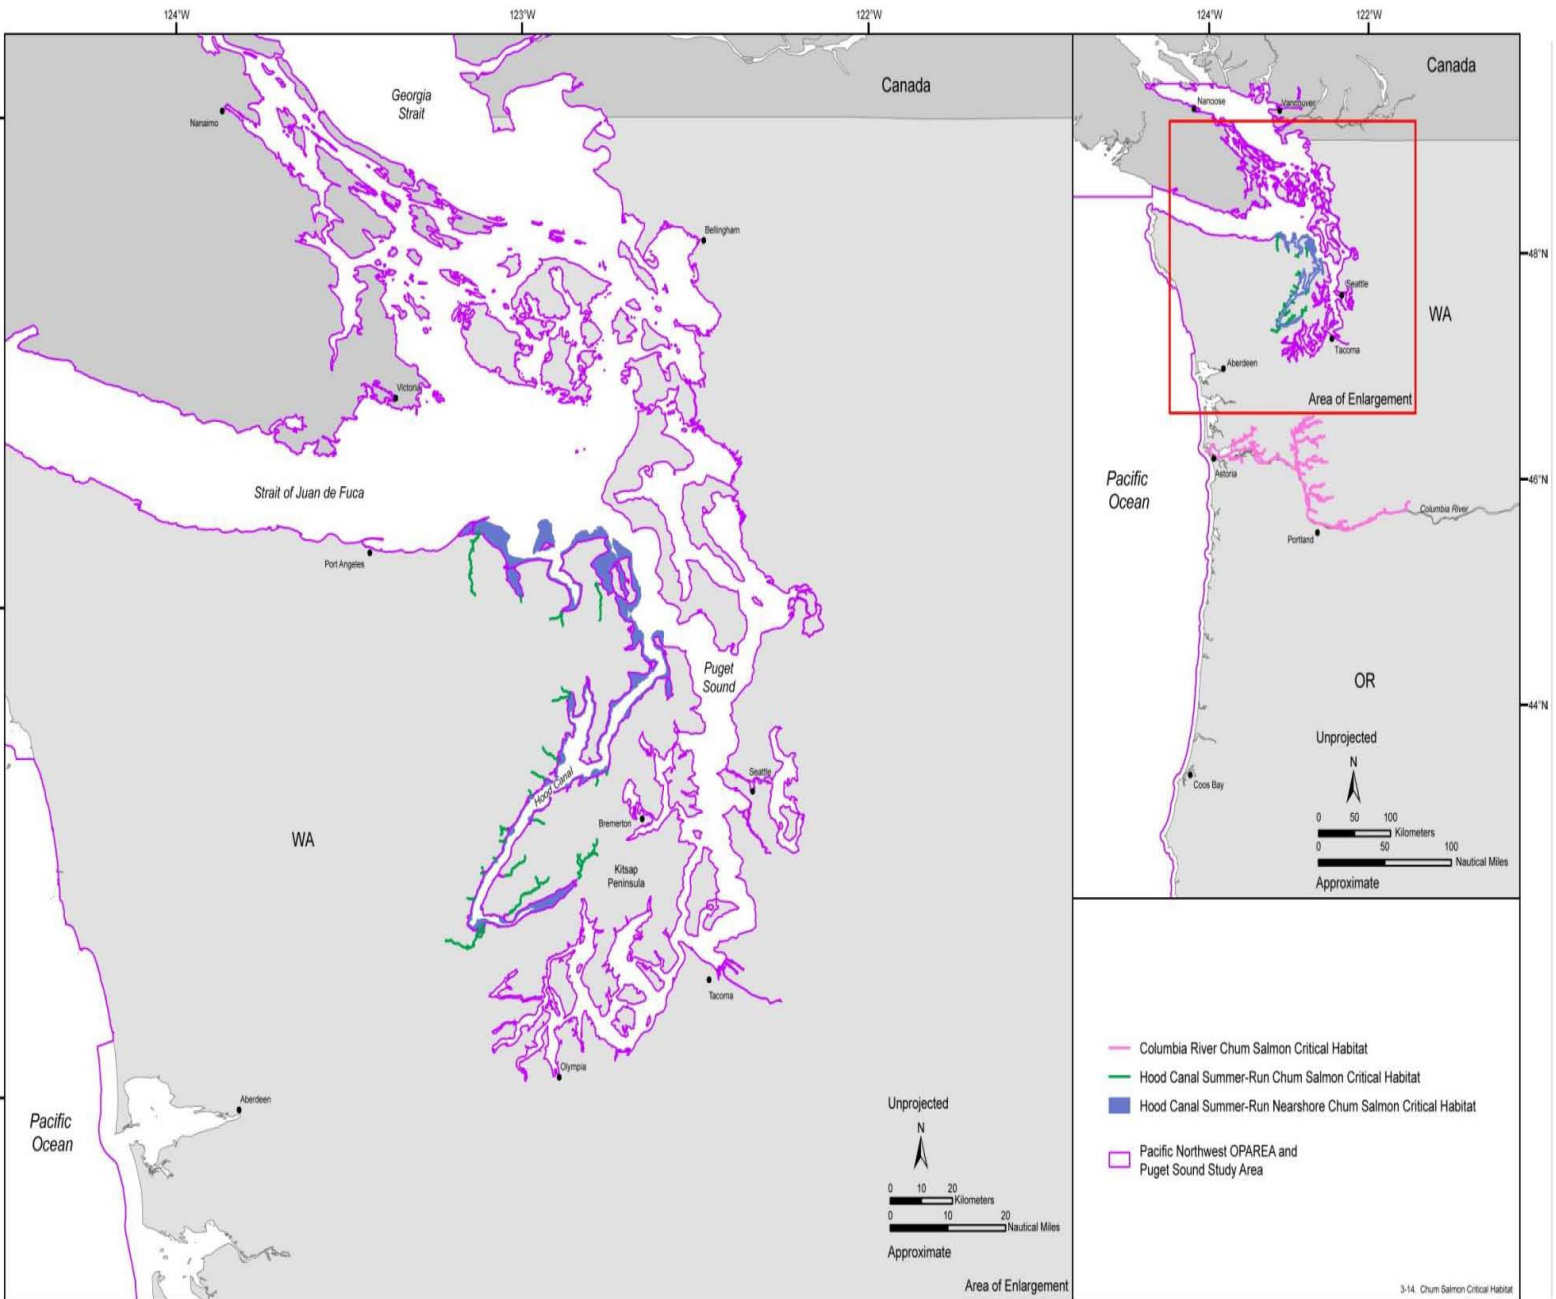 124°W
123°W
122°W
124°W
122°W
Georgia
Strait
Canada
Nanaimo
Bellingham
Victoria
Strait of Juan de Fuca
Port Angeles
Puget
Sound
Seattle
Hood Canal
Bremerton
WA
Kitsap
Peninsula
Tacoma
Olympia
Aberdeen
Pacific
Ocean
Unprojected
N
0 10 20
Kilometers
0 10 20
Nautical Miles
Approximate
Area of Enlargement
Canada
Nanoose
Vancouver
48°N
Seattle
WA
Tacoma
Aberdeen
Area of Enlargement
Pacific
Ocean
Astoria
46°N
Columbia River
Portland
OR
44°N
Unprojected
N
Coos Bay
0 50 100
Kilometers
0 50 100
Nautical Miles
Approximate
Columbia River Chum Salmon Critical Habitat
Hood Canal Summer-Run Chum Salmon Critical Habitat
Hood Canal Summer-Run Nearshore Chum Salmon Critical Habitat
Pacific Northwest OPAREA and
Puget Sound Study Area
3-14. Chum Salmon Critical Habitat